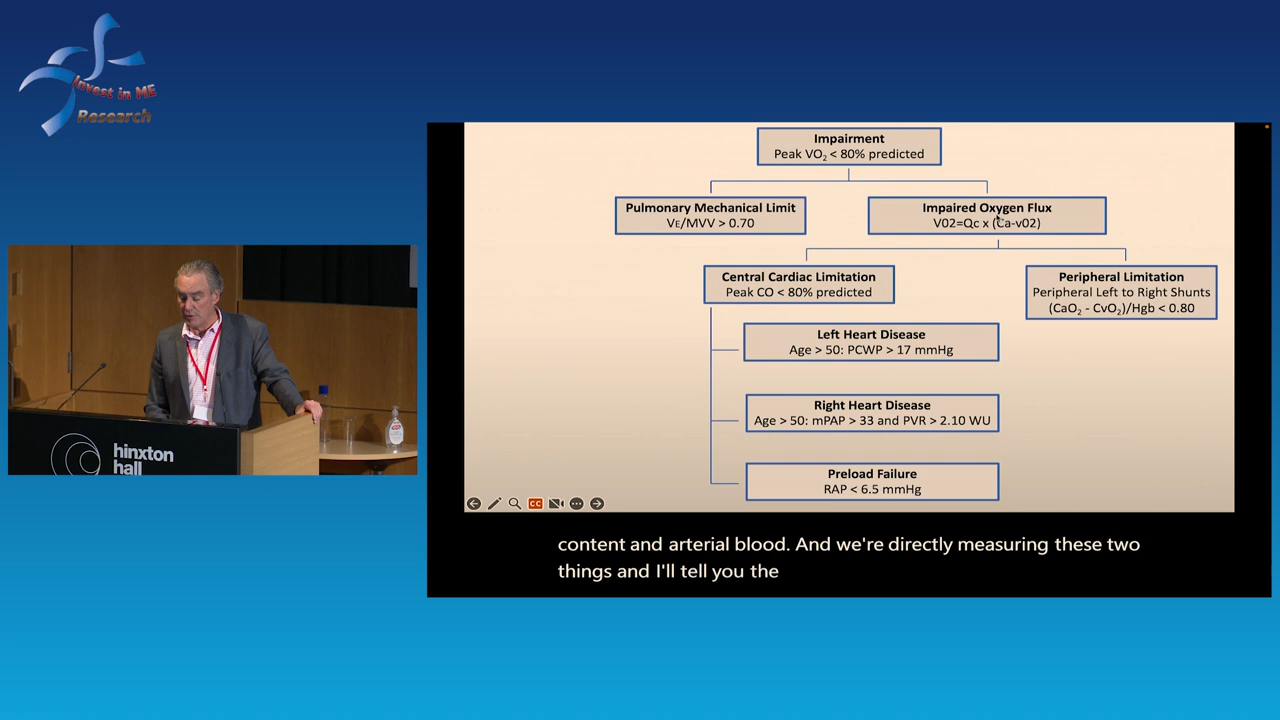 Invest in ME
Research
hinxton
hall
Impairment
Peak VO₂ < 80% predicted
Pulmonary Mechanical Limit
VE/MVV > 0.70
Impaired Oxygen Flux
V02=Qc x (Ca-v02)
Central Cardiac Limitation
Peak CO < 80% predicted
Peripheral Limitation
Peripheral Left to Right Shunts
(CaO₂ - CvO₂)/Hgb < 0.80
Left Heart Disease
Age > 50: PCWP > 17 mmHg
Right Heart Disease
Age > 50: mPAP > 33 and PVR > 2.10 WU
Preload Failure
RAP < 6.5 mmHg
CC
content and arterial blood. And we're directly measuring these two
things and I'll tell you the